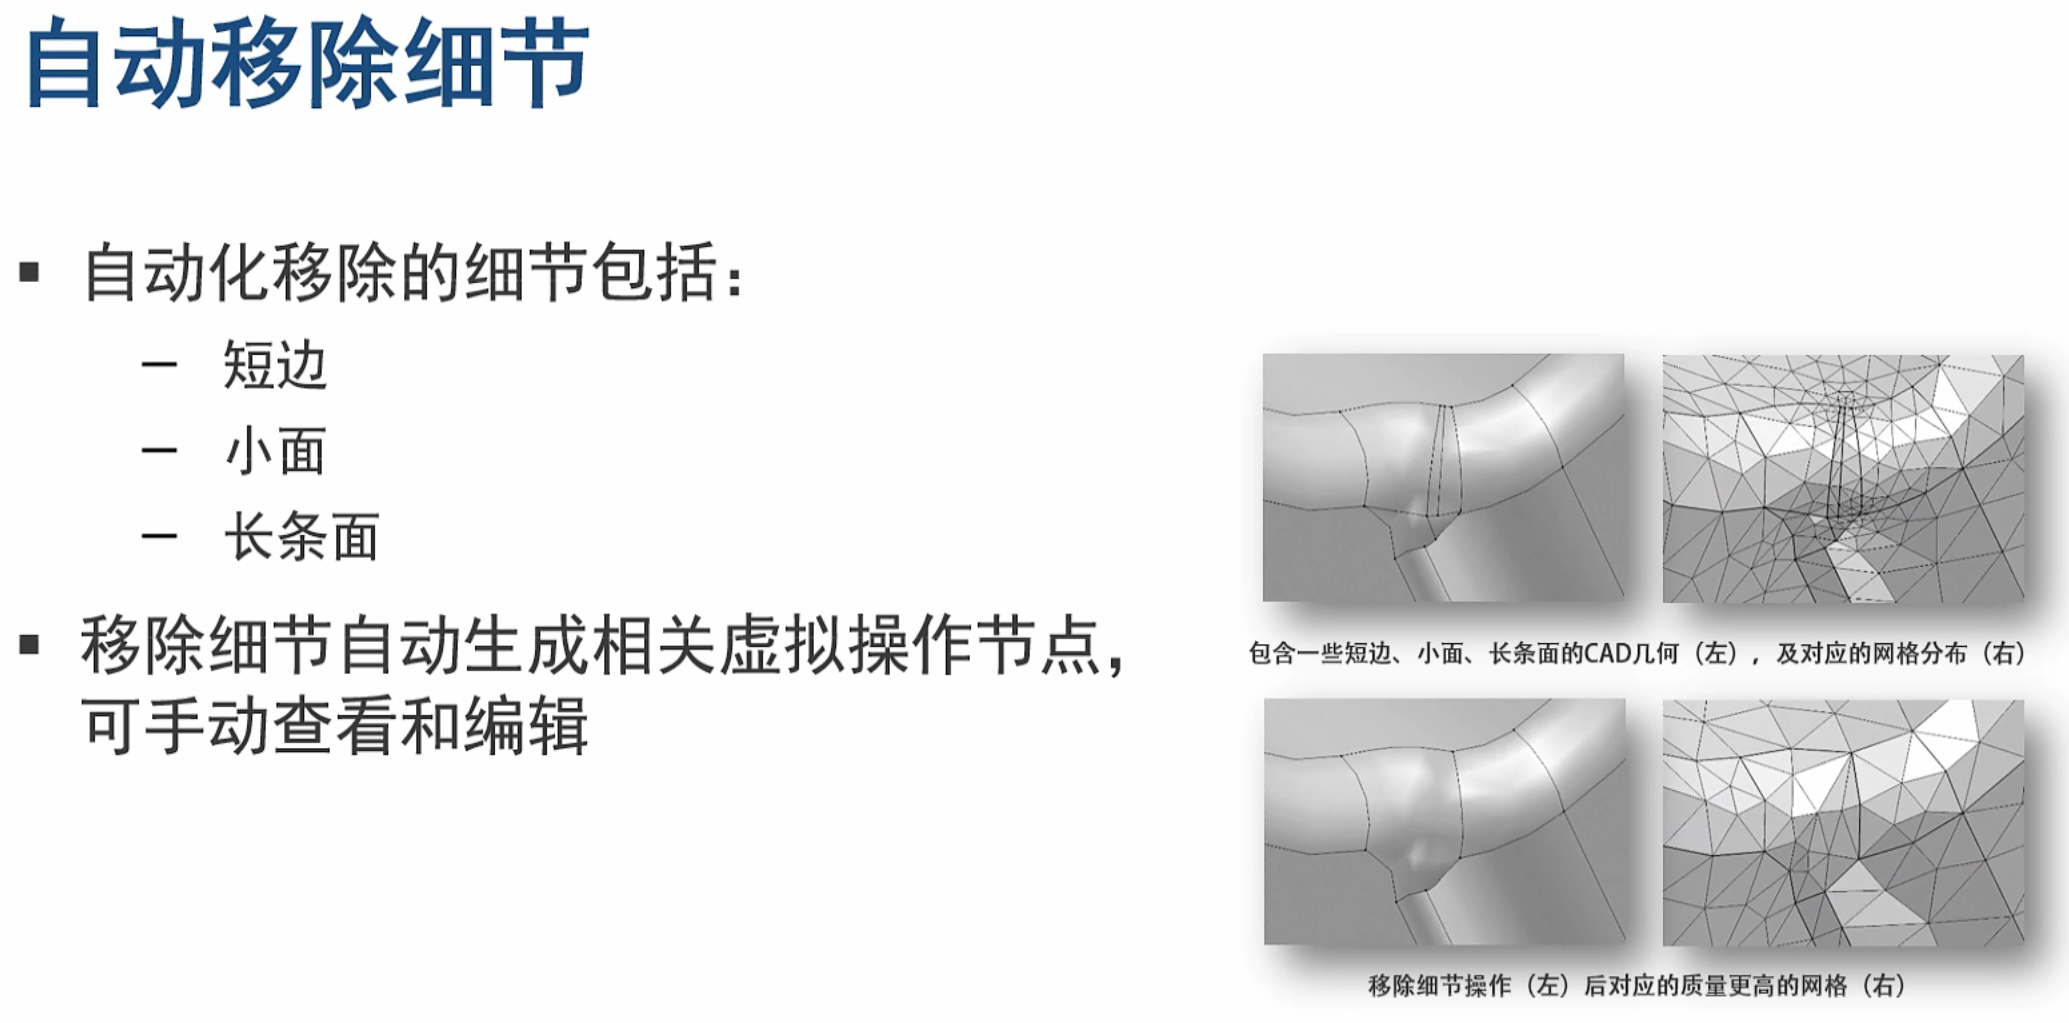 自动移除细节
▪ 自动化移除的细节包括：
– 短边
– 小面
– 长条面
▪ 移除细节自动生成相关虚拟操作节点，
可手动查看和编辑
包含一些短边、小面、长条面的CAD几何（左），及对应的网格分布（右）
移除细节操作（左）后对应的质量更高的网格（右）